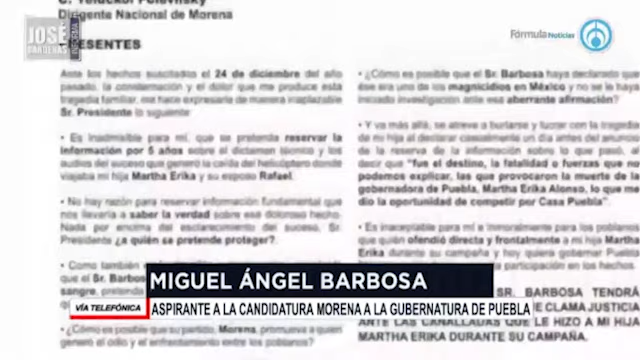 C. Yeidckol Polevnsky
Dirigente Nacional de Morena
JOSÉ
CÁRDENAS
INFORMA
Fórmula Noticias
PRESENTES
Ante los hechos suscitados el 24 de diciembre del año
pasado, la consternación y el dolor que me produce esta
tragedia familiar, me hace expresarle de manera inaplazable
Sr. Presidente lo siguiente:
• Es inadmisible para mí, que se pretenda reservar la
información por 5 años sobre el dictamen técnico y los
audios del suceso que generó la caída del helicóptero donde
viajaba mi hija Martha Erika y su esposo Rafael.
• No hay razón para reservar información fundamental que
nos llevaría a saber la verdad sobre ese doloroso hecho.
Nada por encima del esclarecimiento del suceso, Sr.
Presidente ¿a quién se pretende proteger?.
• Como también
sangre, pretenda
• ¿Cómo es posible que su partido, Morena, promueva a quien
generó el odio y el enfrentamiento entre los poblanos?
• ¿Cómo es posible que el Sr. Barbosa haya declarado que
ése era uno de los magnicidios en México y no se le haya
iniciado investigación ante esa aberrante afirmación?
• Y va más allá, se atreve a burlarse y lucrar con la tragedia
de mi hija al declarar casualmente un día antes del anuncio
de la reserva de la información sobre lo que pasó, al
decir que "fue el destino, la fatalidad o fuerzas que no
podemos explicar, las que provocaron la muerte de la
gobernadora de Puebla, Martha Erika Alonso, lo que me
dio la oportunidad de competir por Casa Puebla".
• Es inaceptable para mí e inmoralmente para los poblanos
que quien ofendió directa y frontalmente a mi hija Martha
Erika durante su campaña y hoy quiera gobernar Puebla
participación en los hechos.
SR. BARBOSA TENDRÁ
QUE CLAMA JUSTICIA
ANTE LAS CANALLADAS QUE LE HIZO A MI HIJA
MARTHA ERIKA DURANTE SU CAMPAÑA.
MIGUEL ÁNGEL BARBOSA
VÍA TELEFÓNICA
ASPIRANTE A LA CANDIDATURA MORENA A LA GUBERNATURA DE PUEBLA